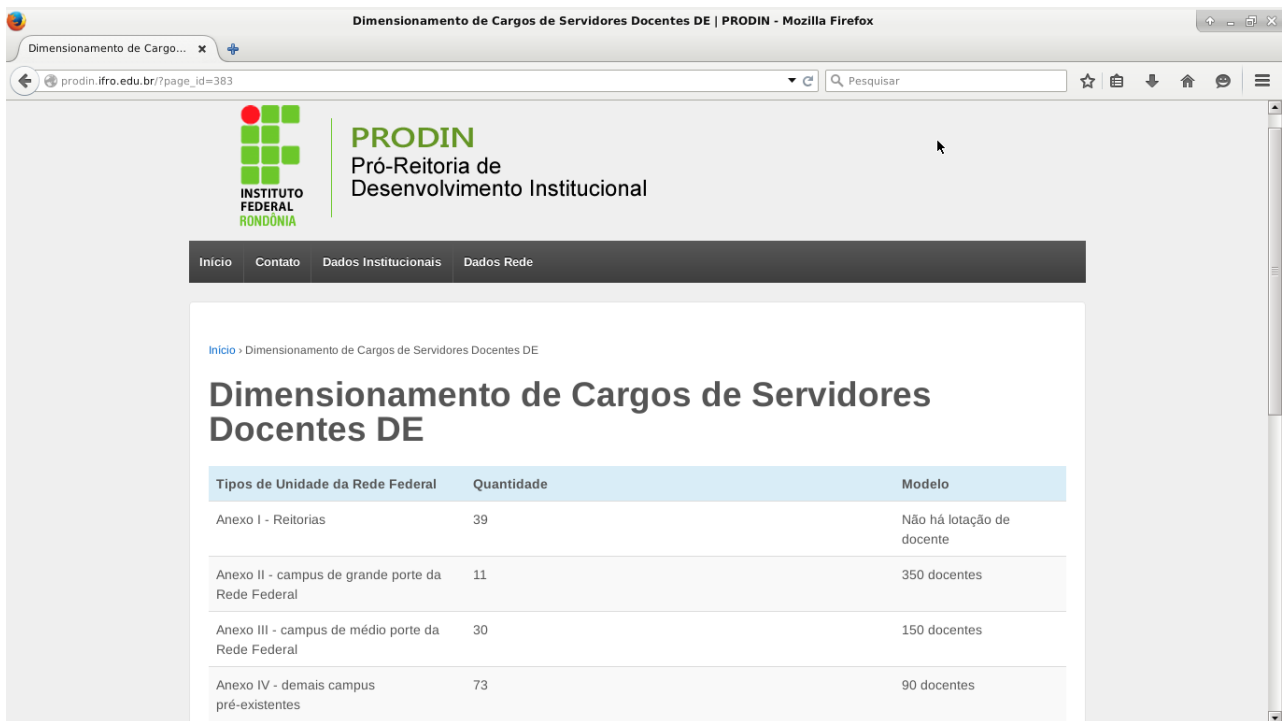 Dimensionamento de Cargos de Servidores Docentes DE | PRODIN - Mozilla Firefox
Dimensionamento de Cargo...
prodin.ifro.edu.br/?page_id=383
Pesquisar
INSTITUTO
FEDERAL
RONDÔNIA
PRODIN
Pró-Reitoria de
Desenvolvimento Institucional
Início Contato Dados Institucionais Dados Rede
Início › Dimensionamento de Cargos de Servidores Docentes DE
Dimensionamento de Cargos de Servidores
Docentes DE
Tipos de Unidade da Rede Federal Quantidade Modelo
Anexo I - Reitorias 39 Não há lotação de
docente
Anexo II - campus de grande porte da 11 350 docentes
Rede Federal
Anexo III - campus de médio porte da 30 150 docentes
Rede Federal
Anexo IV - demais campus 73 90 docentes
pré-existentes